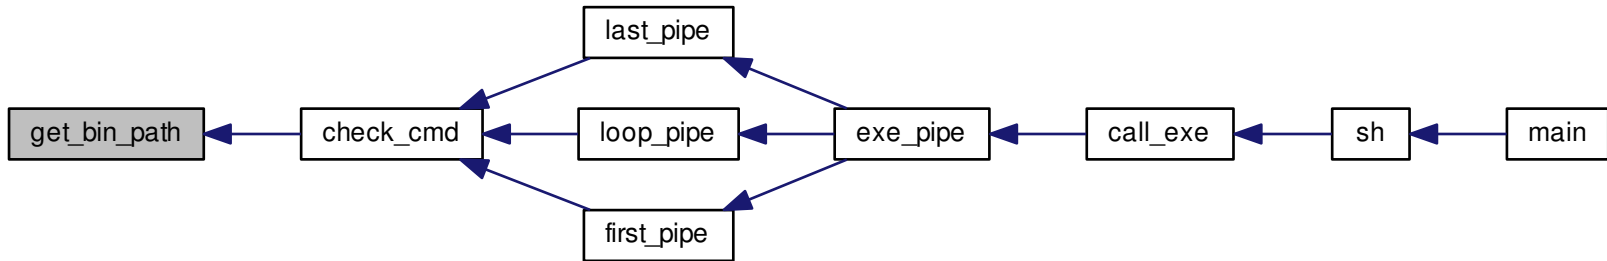 last_pipe
get_bin_path
check_cmd
loop_pipe
exe_pipe
call_exe
sh
main
first_pipe